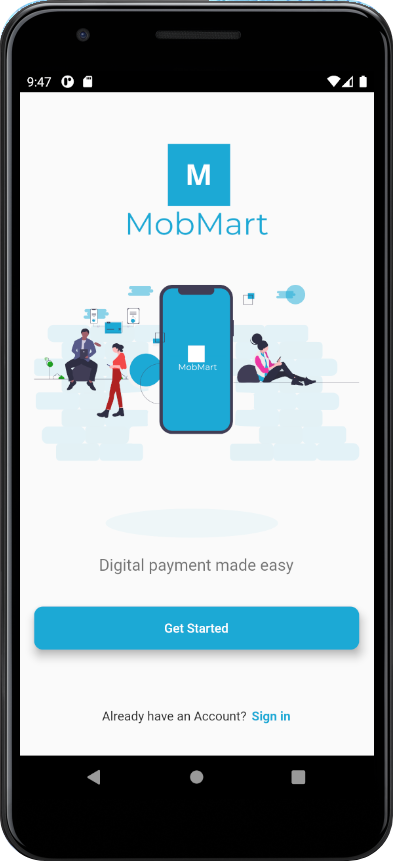 9:47
M
MobMart
MobMart
Digital payment made easy
Get Started
Already have an Account? Sign in